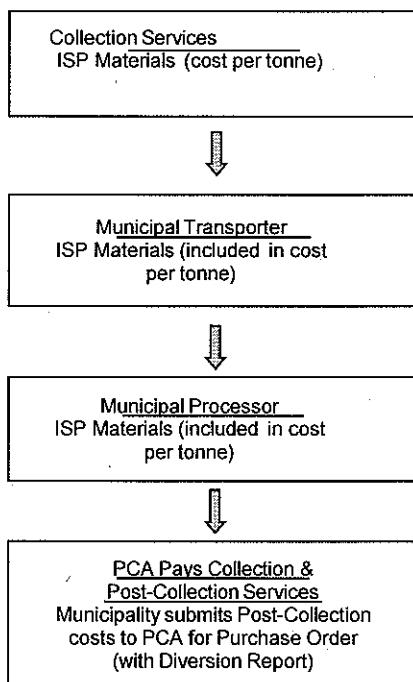 Collection Services
ISP Materials (cost per tonne)
Municipal Transporter
ISP Materials (included in cost
per tonne)
Municipal Processor
ISP Materials (included in cost
per tonne)
PCA Pays Collection &
Post-Collection Services
Municipality submits Post-Collection
costs to PCA for Purchase Order
(with Diversion Report)